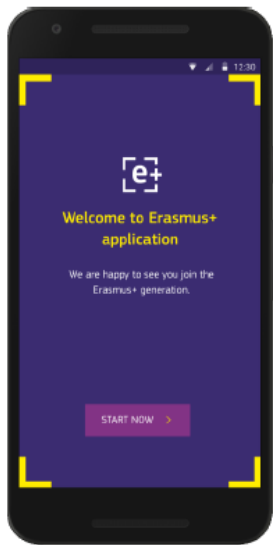 12:30
e+
Welcome to Erasmus+
application
We are happy to see you join the
Erasmus+ generation.
START NOW >